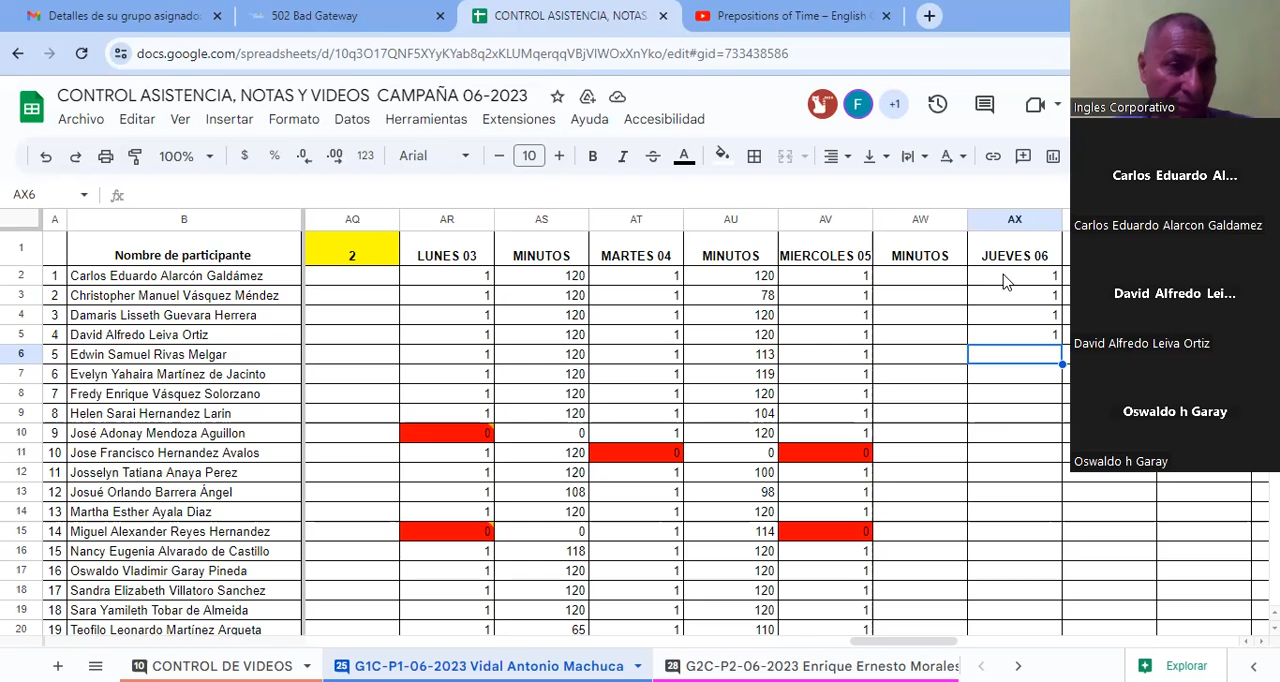 Detalles de su grupo asignado:
502 Bad Gateway
CONTROL ASISTENCIA, NOTAS
Prepositions of Time – English G
docs.google.com/spreadsheets/d/10q3O17QNF5XYyKYab8q2xKLUMqerqqVBjVIWOxXnYko/edit#gid=733438586
CONTROL ASISTENCIA, NOTAS Y VIDEOS CAMPAÑA 06-2023
Archivo Editar Ver Insertar Formato Datos Herramientas Extensiones Ayuda Accesibilidad
F +1
100% $ % .0 .00 123 Arial − 10 + B I A
AX6 fx
A B AQ AR AS AT AU AV AW AX
1 Nombre de participante 2 LUNES 03 MINUTOS MARTES 04 MINUTOS MIERCOLES 05 MINUTOS JUEVES 06
2 1 Carlos Eduardo Alarcón Galdámez 1 120 1 120 1 1
3 2 Christopher Manuel Vásquez Méndez 1 120 1 78 1 1
4 3 Damaris Lisseth Guevara Herrera 1 120 1 120 1 1
5 4 David Alfredo Leiva Ortiz 1 120 1 120 1 1
6 5 Edwin Samuel Rivas Melgar 1 120 1 113 1
7 6 Evelyn Yahaira Martínez de Jacinto 1 120 1 119 1
8 7 Fredy Enrique Vásquez Solorzano 1 120 1 120 1
9 8 Helen Sarai Hernandez Larin 1 120 1 104 1
10 9 José Adonay Mendoza Aguillon 0 0 1 120 1
11 10 Jose Francisco Hernandez Avalos 1 120 0 0 0
12 11 Josselyn Tatiana Anaya Perez 1 120 1 100 1
13 12 Josué Orlando Barrera Ángel 1 108 1 98 1
14 13 Martha Esther Ayala Diaz 1 120 1 120 1
15 14 Miguel Alexander Reyes Hernandez 0 0 1 114 0
16 15 Nancy Eugenia Alvarado de Castillo 1 118 1 120 1
17 16 Oswaldo Vladimir Garay Pineda 1 120 1 120 1
18 17 Sandra Elizabeth Villatoro Sanchez 1 120 1 120 1
19 18 Sara Yamileth Tobar de Almeida 1 120 1 120 1
20 19 Teofilo Leonardo Martínez Argueta 1 65 1 110 1
10 CONTROL DE VIDEOS 25 G1C-P1-06-2023 Vidal Antonio Machuca 28 G2C-P2-06-2023 Enrique Ernesto Morales Explorar
Ingles Corporativo
Carlos Eduardo Al...
Carlos Eduardo Alarcon Galdamez
David Alfredo Lei...
David Alfredo Leiva Ortiz
Oswaldo h Garay
Oswaldo h Garay